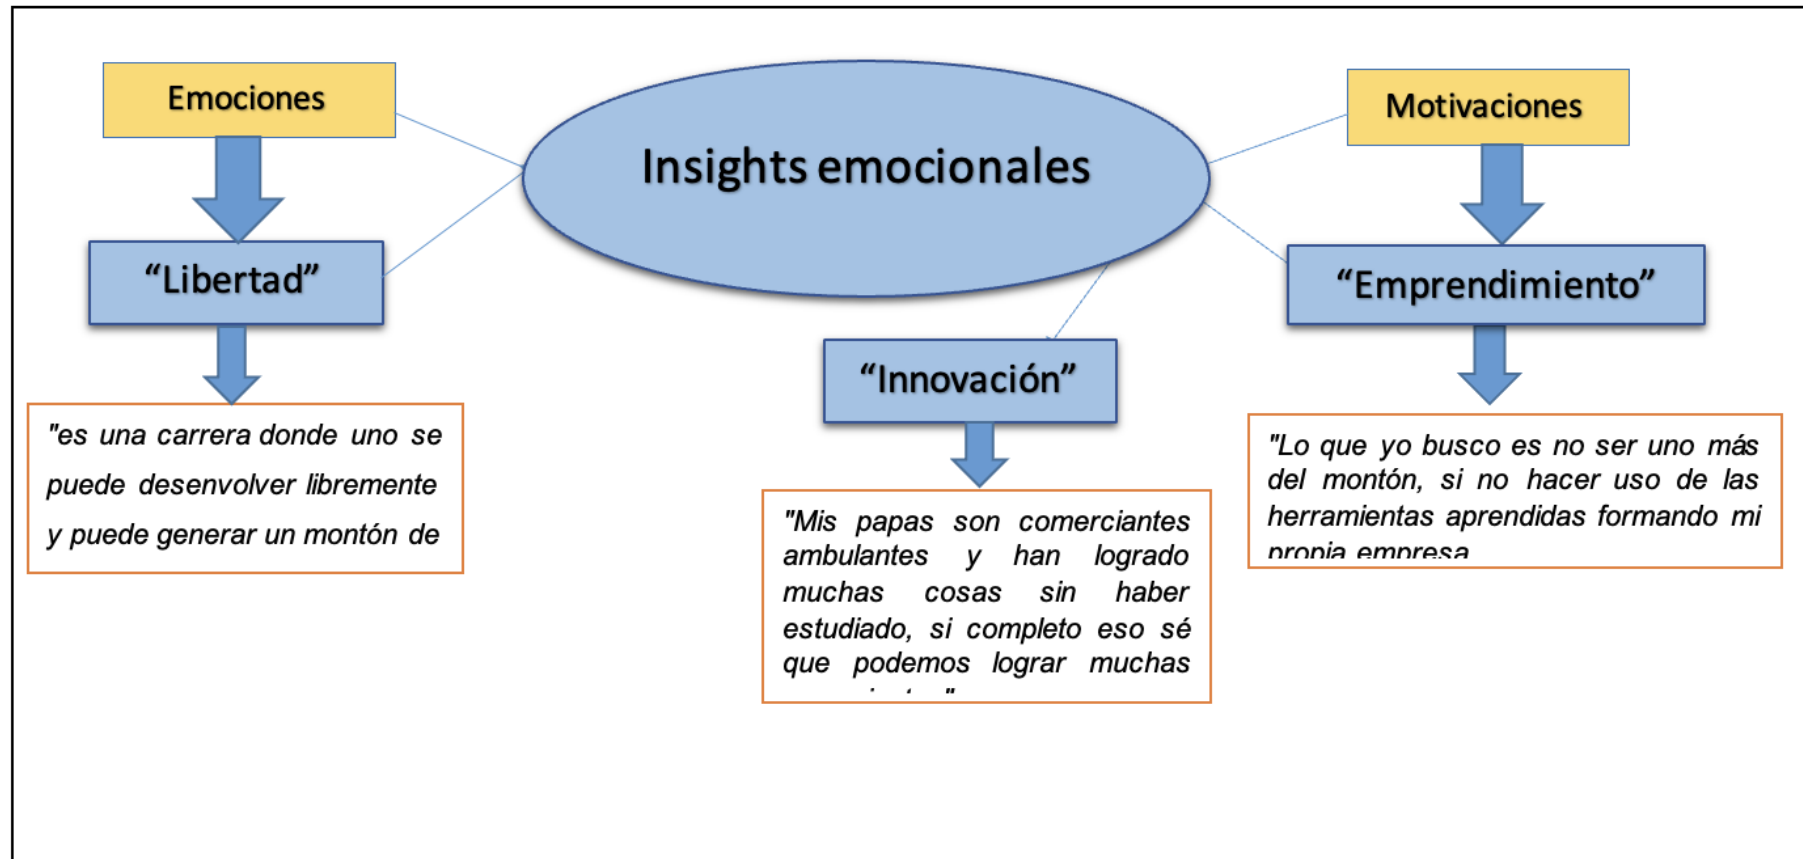 Emociones
Insights emocionales
Motivaciones
“Libertad”
“Emprendimiento”
“Innovación”
"es una carrera donde uno se
puede desenvolver libremente
y puede generar un montón de
"Mis papas son comerciantes
ambulantes y han logrado
muchas cosas sin haber
estudiado, si completo eso sé
que podemos lograr muchas
"Lo que yo busco es no ser uno más
del montón, si no hacer uso de las
herramientas aprendidas formando mi
propia empresa